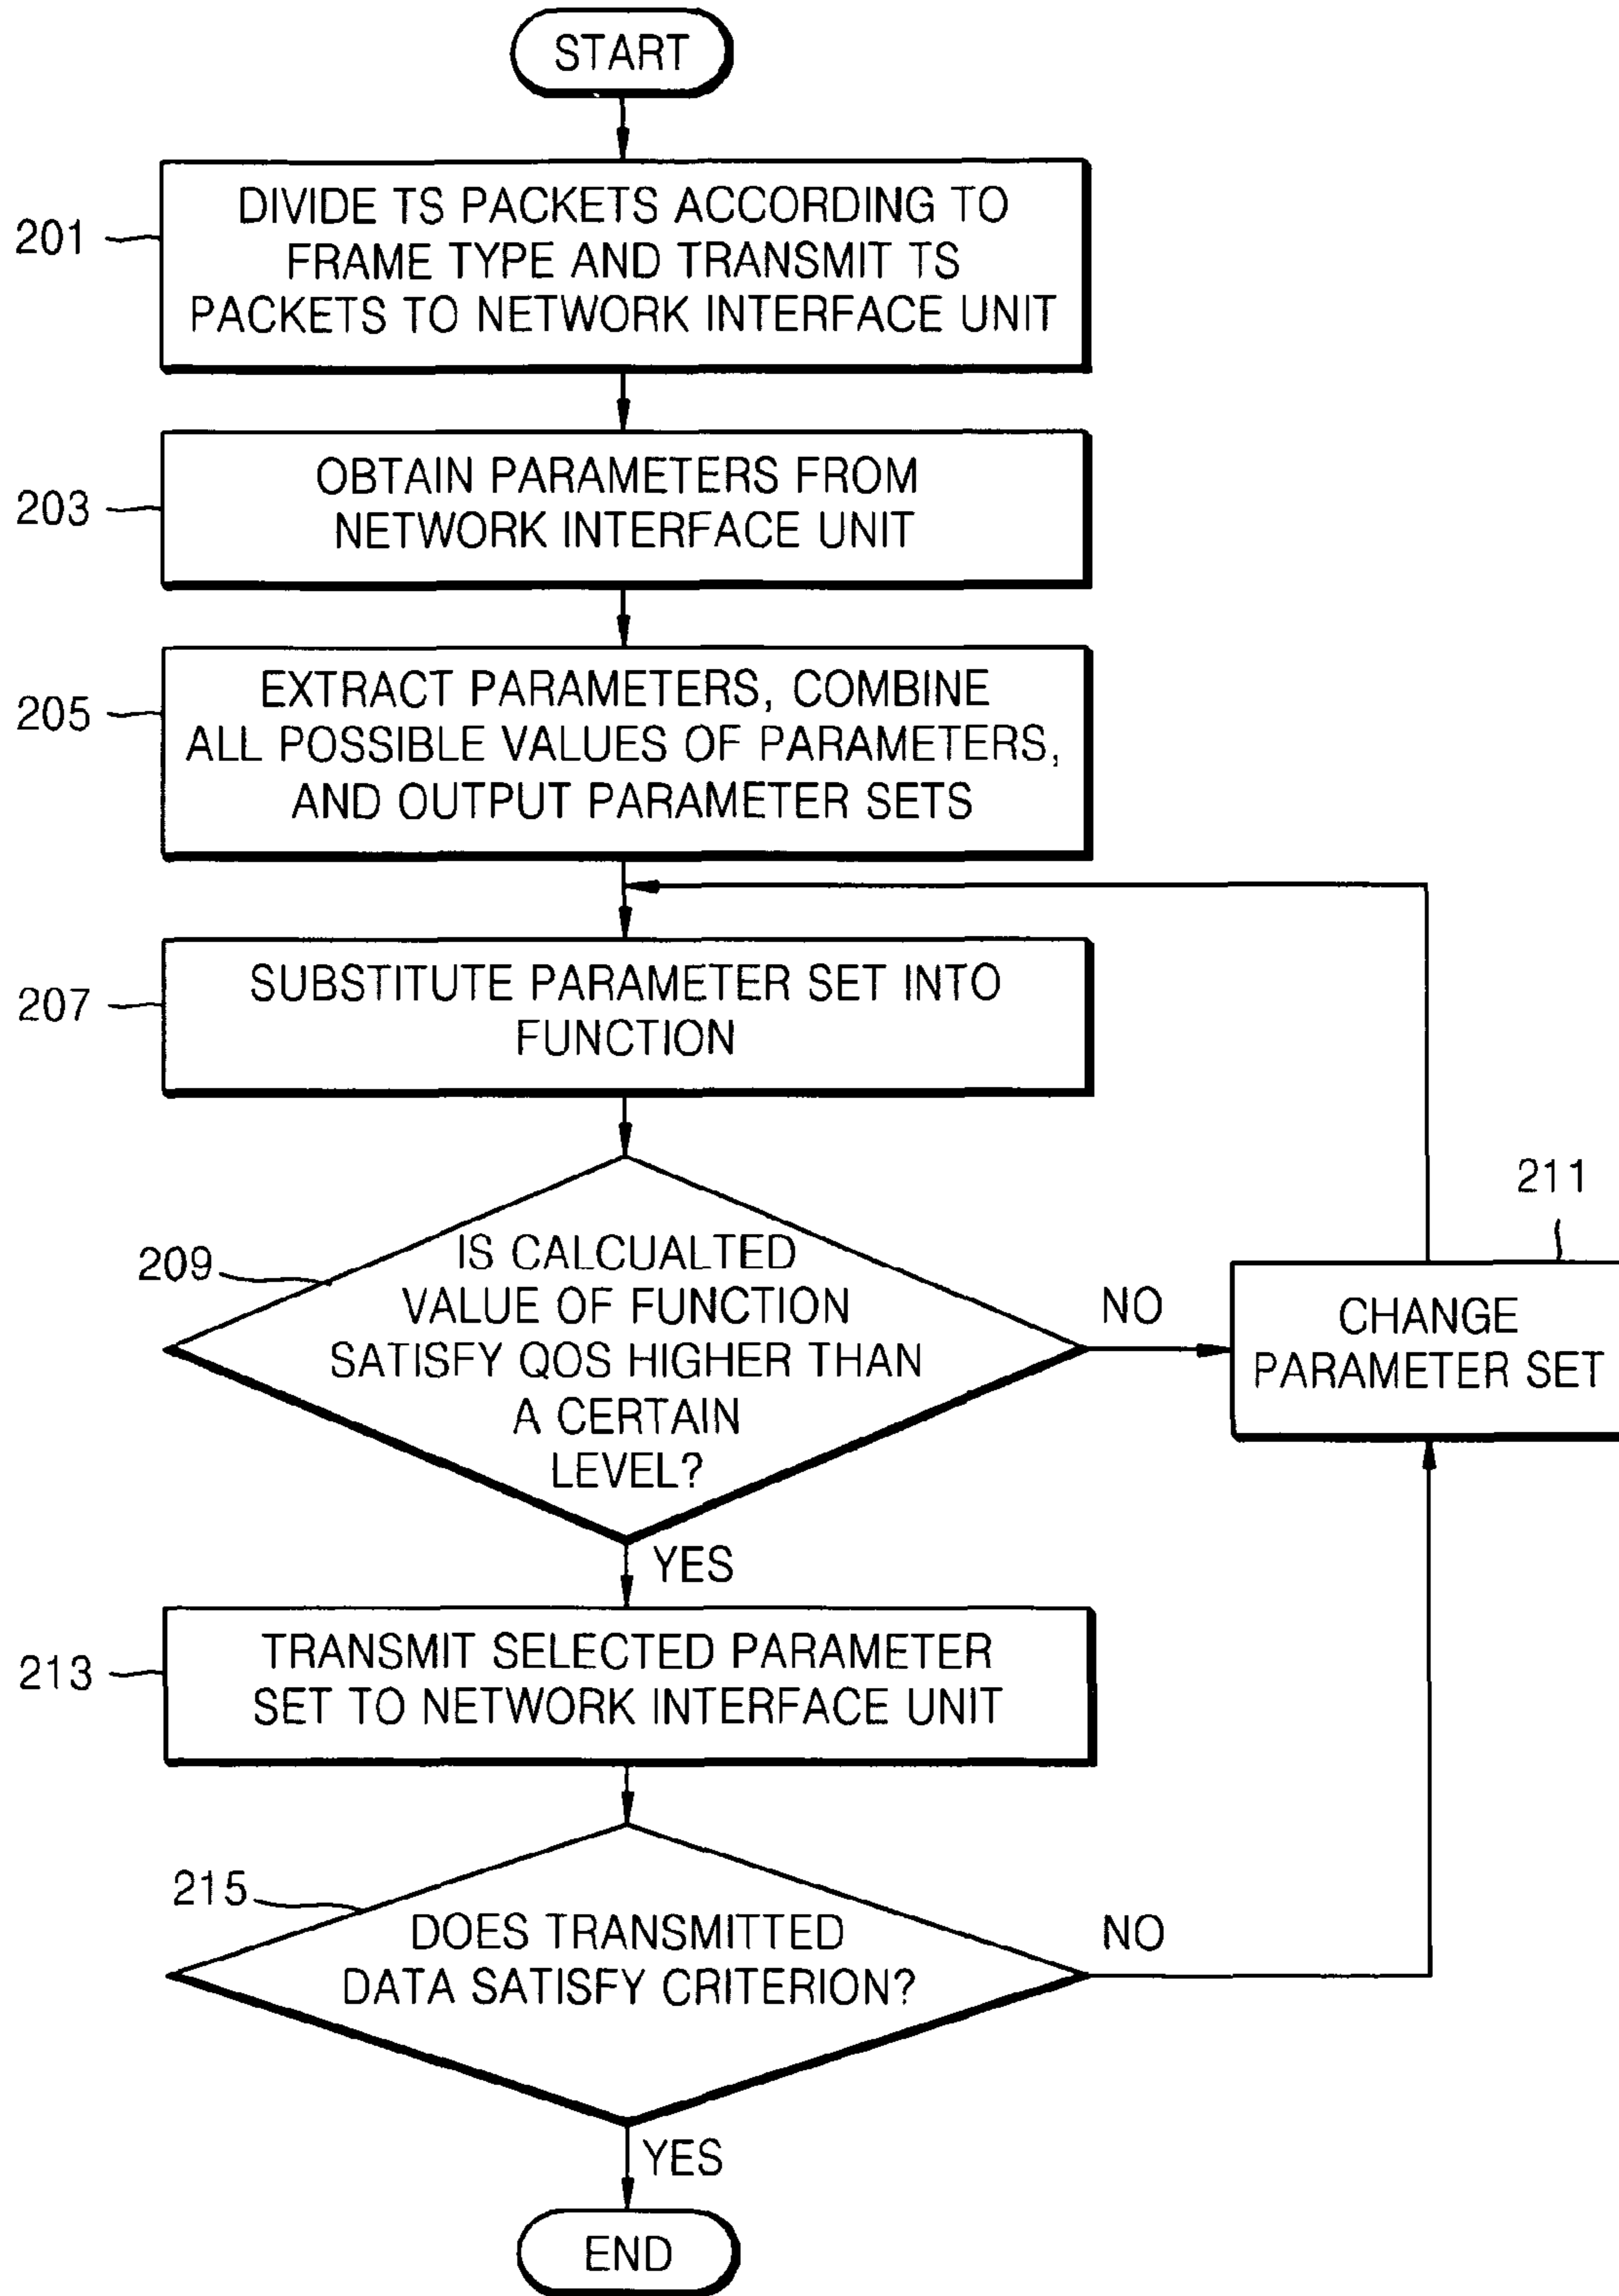 START
201
DIVIDE TS PACKETS ACCORDING TO
FRAME TYPE AND TRANSMIT TS
PACKETS TO NETWORK INTERFACE UNIT
203
OBTAIN PARAMETERS FROM
NETWORK INTERFACE UNIT
205
EXTRACT PARAMETERS, COMBINE
ALL POSSIBLE VALUES OF PARAMETERS,
AND OUTPUT PARAMETER SETS
207
SUBSTITUTE PARAMETER SET INTO
FUNCTION
209
IS CALCUALTED
VALUE OF FUNCTION
SATISFY QOS HIGHER THAN
A CERTAIN
LEVEL?
NO
211
CHANGE
PARAMETER SET
YES
213
TRANSMIT SELECTED PARAMETER
SET TO NETWORK INTERFACE UNIT
215
DOES TRANSMITTED
DATA SATISFY CRITERION?
NO
YES
END